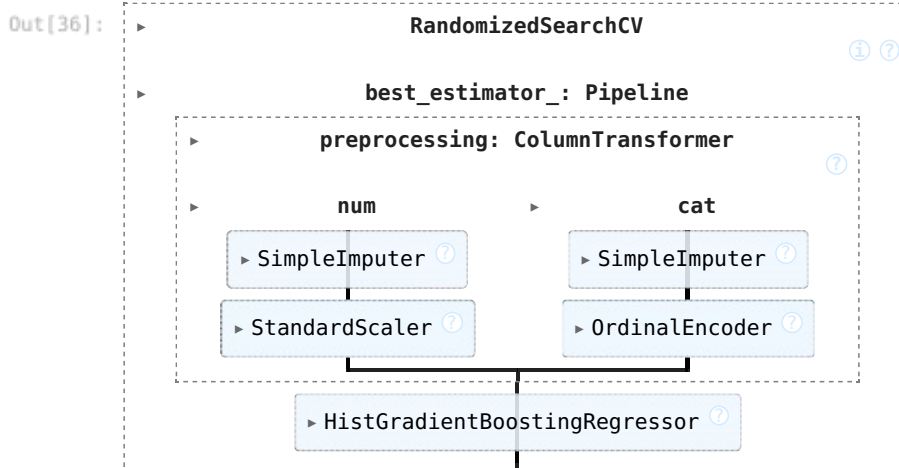 Out[36]:
▸ RandomizedSearchCV
i ?
▸ best_estimator_: Pipeline
▸ preprocessing: ColumnTransformer
?
▸ num ▸ cat
▸ SimpleImputer ? ▸ SimpleImputer ?
▸ StandardScaler ? ▸ OrdinalEncoder ?
▸ HistGradientBoostingRegressor ?